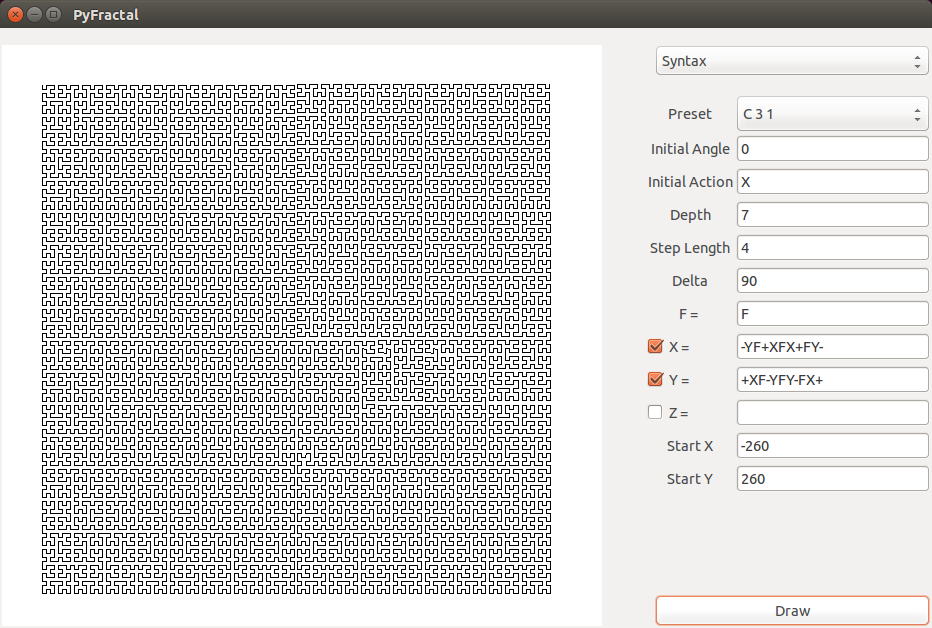 PyFractal
Syntax
Preset C 3 1
Initial Angle 0
Initial Action X
Depth 7
Step Length 4
Delta 90
F = F
X = -YF+XFX+FY-
Y = +XF-YFY-FX+
Z =
Start X -260
Start Y 260
Draw